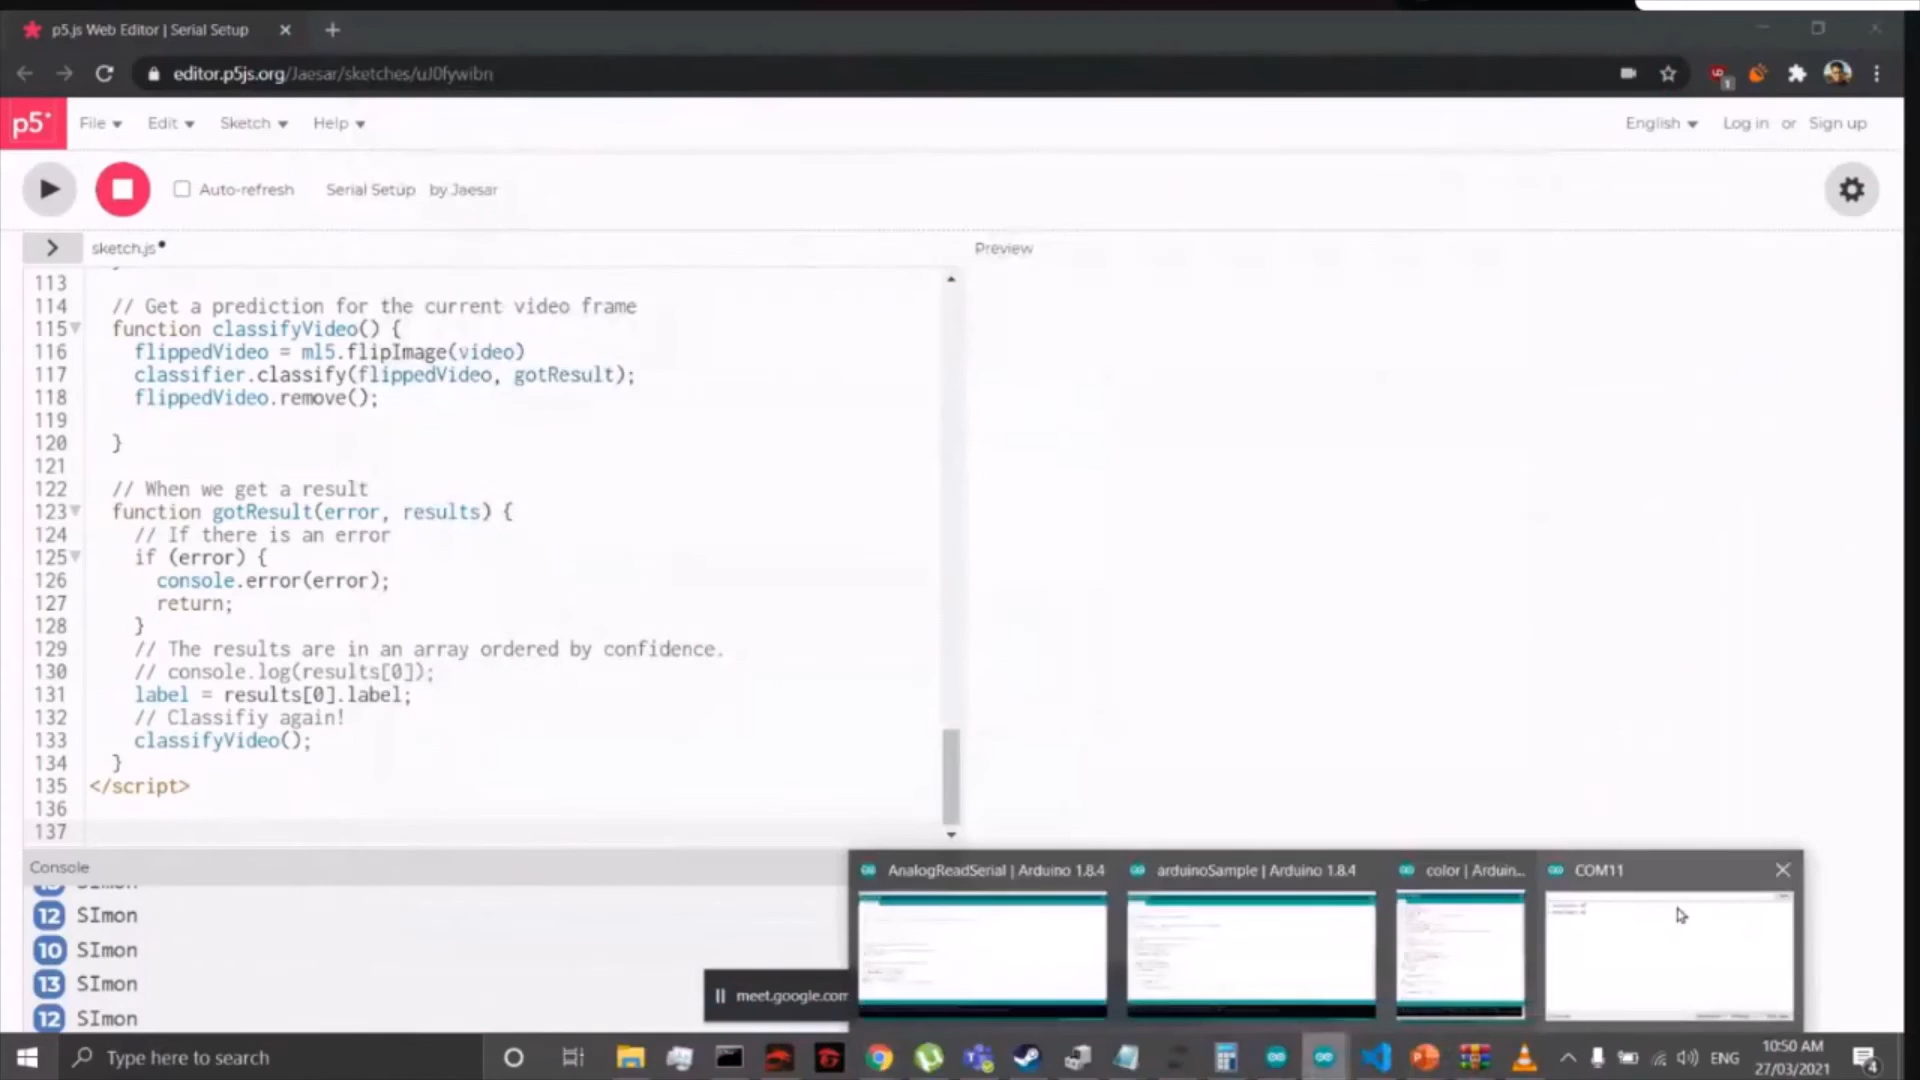 p5.js Web Editor | Serial Setup
editor.p5js.org/Jaesar/sketches/uJ0fywibn
1
p5* File Edit Sketch Help English Log in or Sign up
Auto-refresh Serial Setup by Jaesar
sketch.js
Preview
113
114 // Get a prediction for the current video frame
115 function classifyVideo() {
116 flippedVideo = ml5.flipImage(video)
117 classifier.classify(flippedVideo, gotResult);
118 flippedVideo.remove();
119
120 }
121
122 // When we get a result
123 function gotResult(error, results) {
124 // If there is an error
125 if (error) {
126 console.error(error);
127 return;
128 }
129 // The results are in an array ordered by confidence.
130 // console.log(results[0]);
131 label = results[0].label;
132 // Classifiy again!
133 classifyVideo();
134 }
135 </script>
136
137
Console
SImon
12 SImon
10 SImon
13 SImon
12 SImon
AnalogReadSerial | Arduino 1.8.4
arduinoSample | Arduino 1.8.4
color | Arduin...
COM11
meet.google.com
Type here to search
ENG
10:50 AM
27/03/2021
4